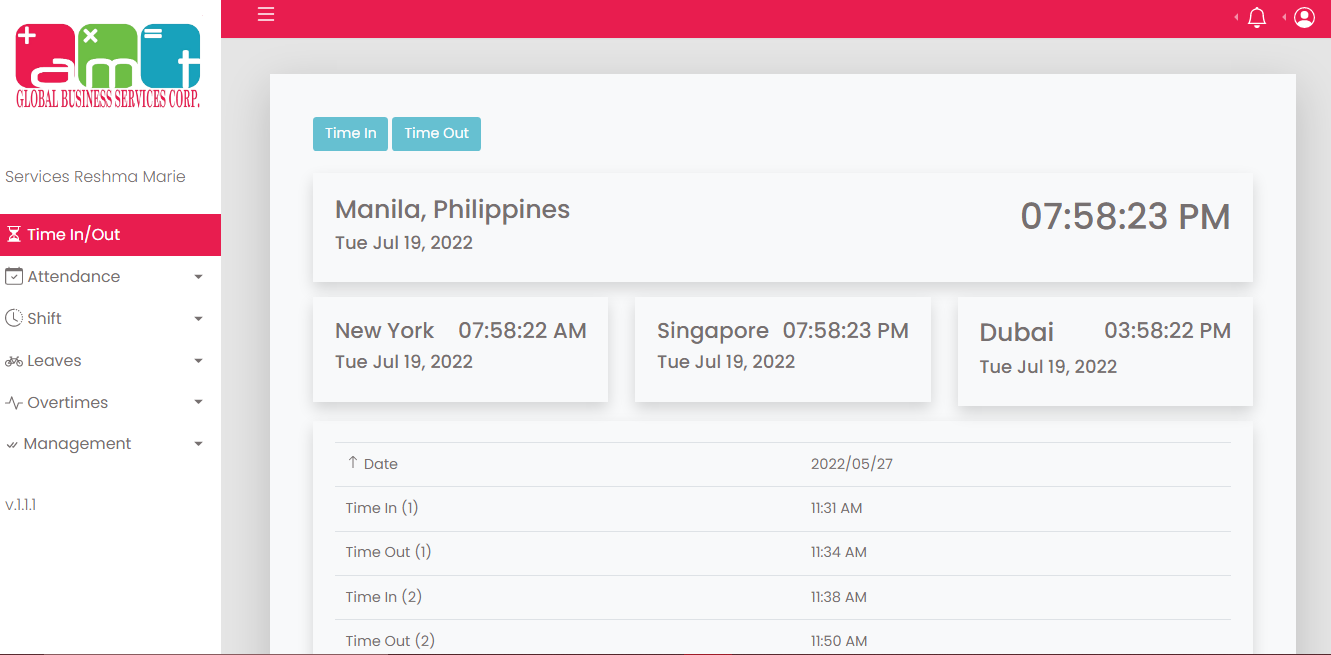 amt
GLOBAL BUSINESS SERVICES CORP.
Services Reshma Marie
Time In/Out
Attendance
Shift
Leaves
Overtimes
Management
v.1.1.1
Time In Time Out
Manila, Philippines 07:58:23 PM
Tue Jul 19, 2022
New York 07:58:22 AM
Tue Jul 19, 2022
Singapore 07:58:23 PM
Tue Jul 19, 2022
Dubai 03:58:22 PM
Tue Jul 19, 2022
↑ Date 2022/05/27
Time In (1) 11:31 AM
Time Out (1) 11:34 AM
Time In (2) 11:38 AM
Time Out (2) 11:50 AM